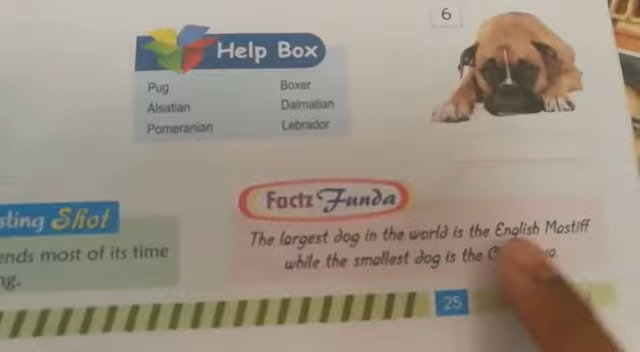 6
Help Box
Pug Boxer
Alsatian Dalmatian
Pomeranian Labrador
sting Shot
ends most of its time
ng.
Factz Funda
The largest dog in the world is the English Mastiff
while the smallest dog is the
25